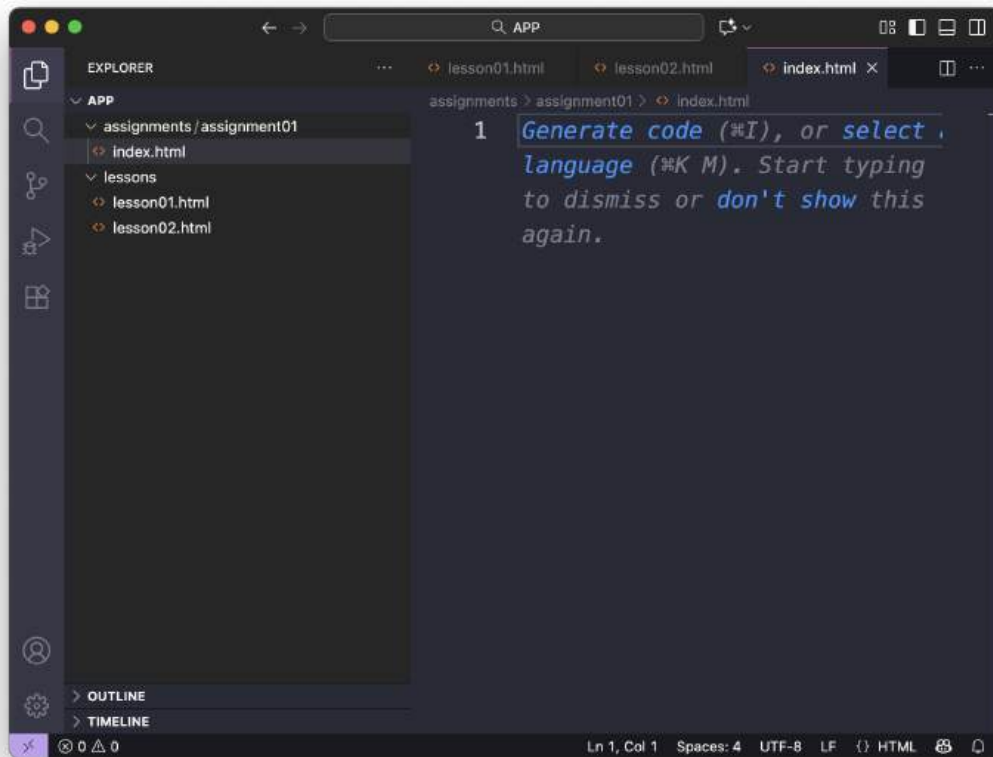 APP
EXPLORER
lesson01.html
lesson02.html
index.html
APP
assignments/assignment01
index.html
lessons
lesson01.html
lesson02.html
OUTLINE
TIMELINE
assignments > assignment01 > index.html
1
Generate code (⌘I), or select
language (⌘K M). Start typing
to dismiss or don't show this
again.
0 0
Ln 1, Col 1 Spaces: 4 UTF-8 LF {} HTML